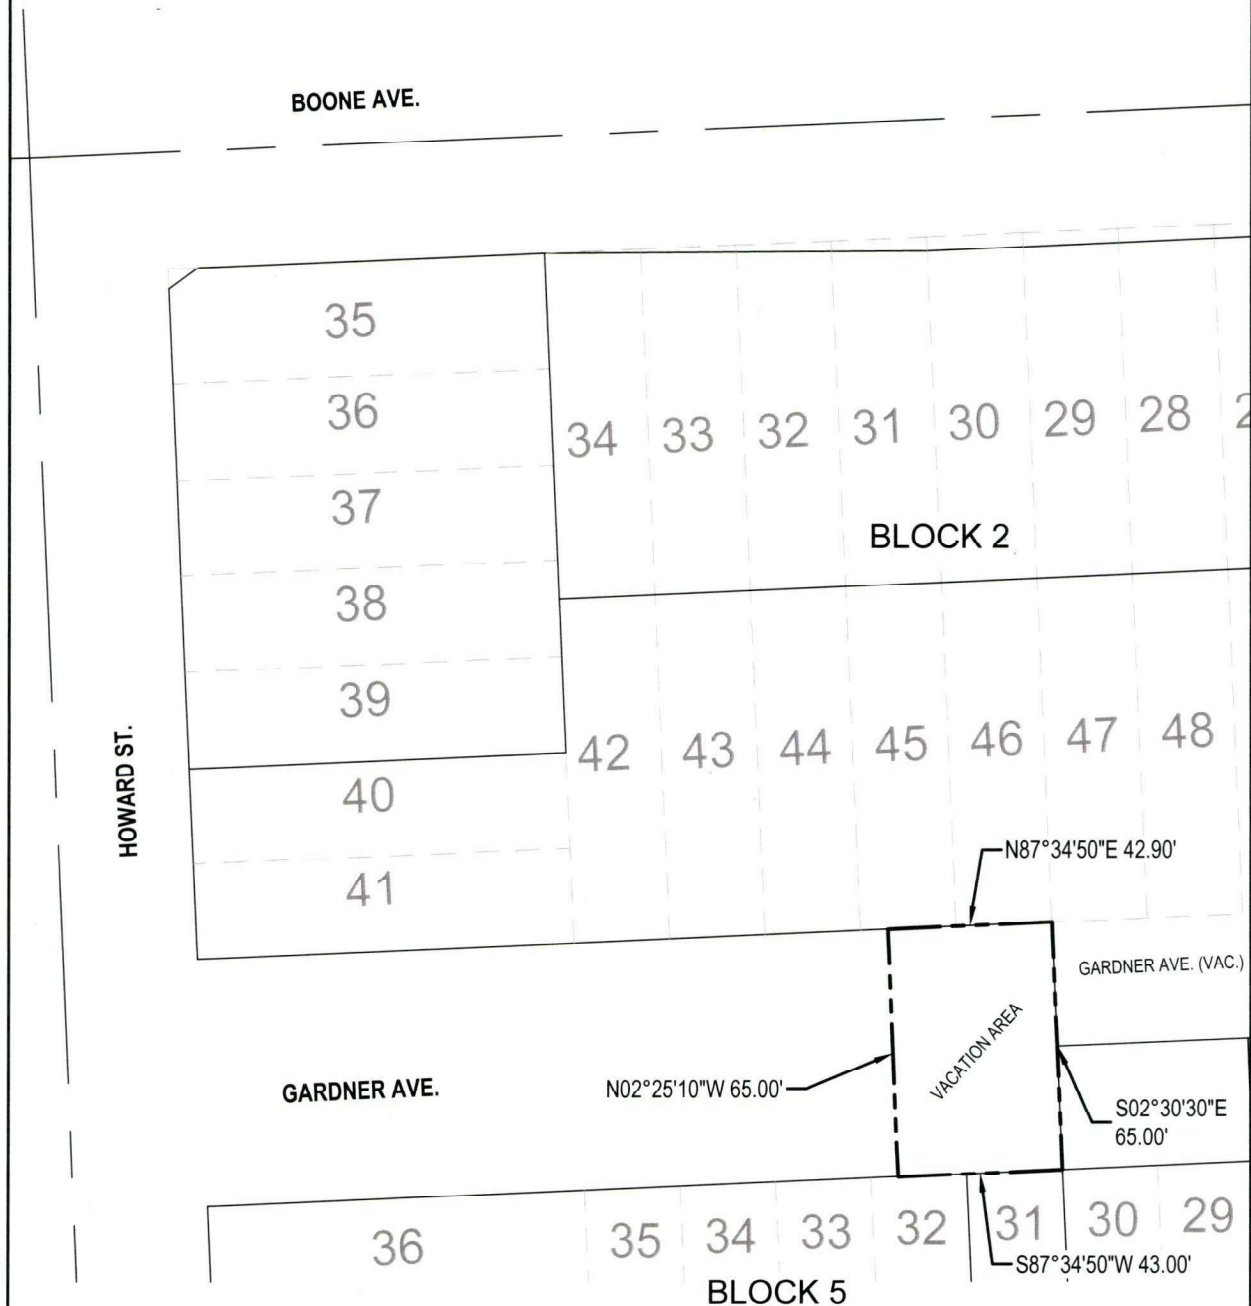 BOONE AVE.
35
36
34 33 32 31 30 29 28
37
BLOCK 2
38
39
HOWARD ST.
42 43 44 45 46 47 48
40
N87°34'50"E 42.90'
41
GARDNER AVE. (VAC.)
VACATION AREA
GARDNER AVE.
N02°25'10"W 65.00'
S02°30'30"E
65.00'
36 35 34 33 32 31 30 29
S87°34'50"W 43.00'
BLOCK 5